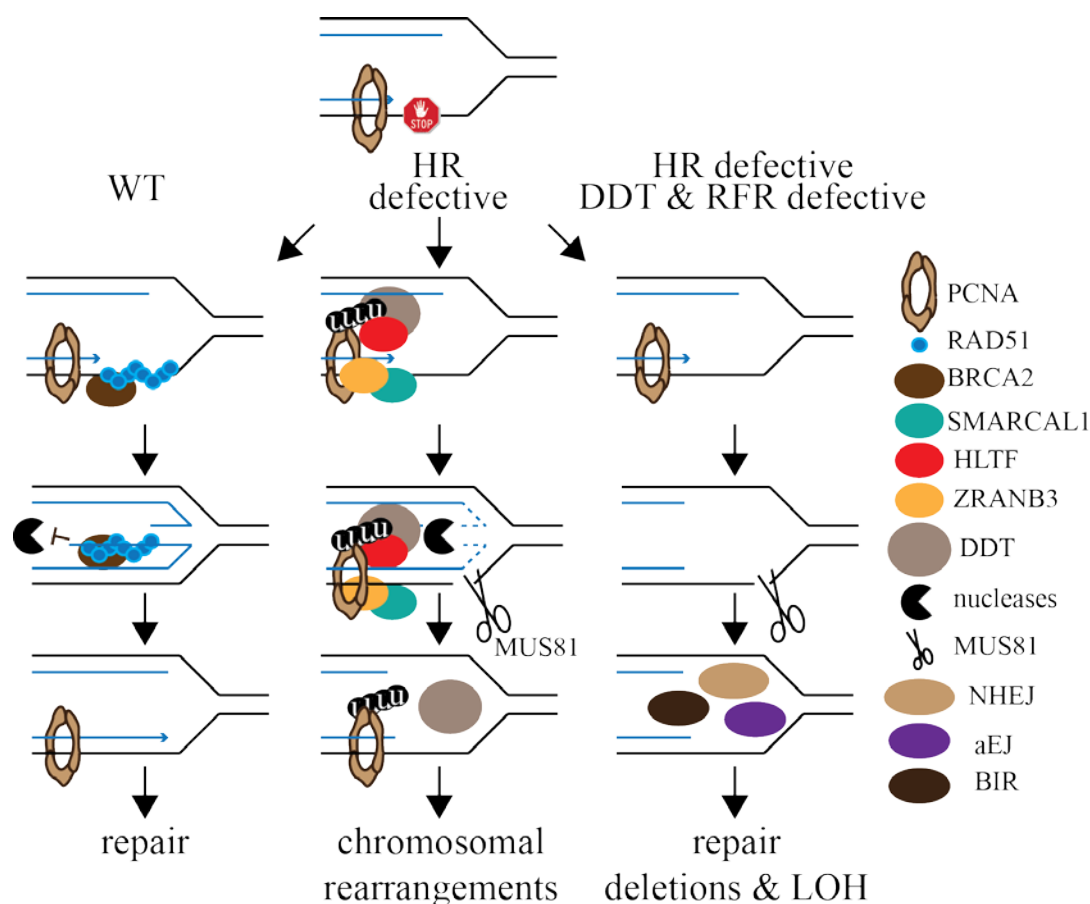 STOP
WT
HR
defective
HR defective
DDT & RFR defective
PCNA
RAD51
BRCA2
SMARCAL1
HLTF
ZRANB3
DDT
nucleases
MUS81
NHEJ
aEJ
BIR
u u u u
u u u u
MUS81
u u u u
repair
chromosomal
rearrangements
repair
deletions & LOH